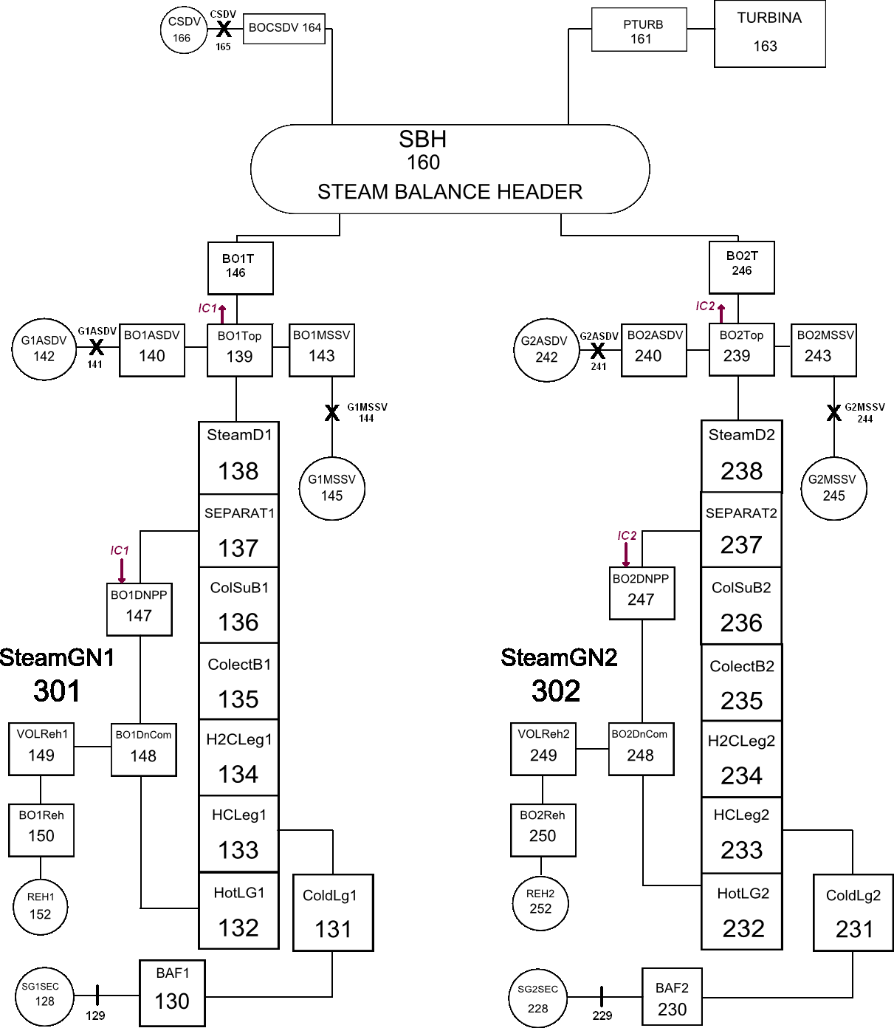 CSDV
166
CSDV
165
BOCSDV 164
PTURB
161
TURBINA
163
SBH
160
STEAM BALANCE HEADER
BO1T
146
BO2T
246
IC1
IC2
G1ASDV
142
G1ASDV
141
BO1ASDV
140
BO1Top
139
BO1MSSV
143
G2ASDV
242
G2ASDV
241
BO2ASDV
240
BO2Top
239
BO2MSSV
243
G1MSSV
144
G2MSSV
244
SteamD1
138
G1MSSV
145
SteamD2
238
G2MSSV
245
SEPARAT1
137
SEPARAT2
237
IC1
IC2
BO1DNPP
147
ColSuB1
136
BO2DNPP
247
ColSuB2
236
SteamGN1
301
ColectB1
135
SteamGN2
302
ColectB2
235
VOLReh1
149
BO1DnCom
148
H2CLeg1
134
VOLReh2
249
BO2DnCom
248
H2CLeg2
234
BO1Reh
150
HCLeg1
133
BO2Reh
250
HCLeg2
233
REH1
152
HotLG1
132
ColdLg1
131
REH2
252
HotLG2
232
ColdLg2
231
SG1SEC
128
129
BAF1
130
SG2SEC
228
229
BAF2
230